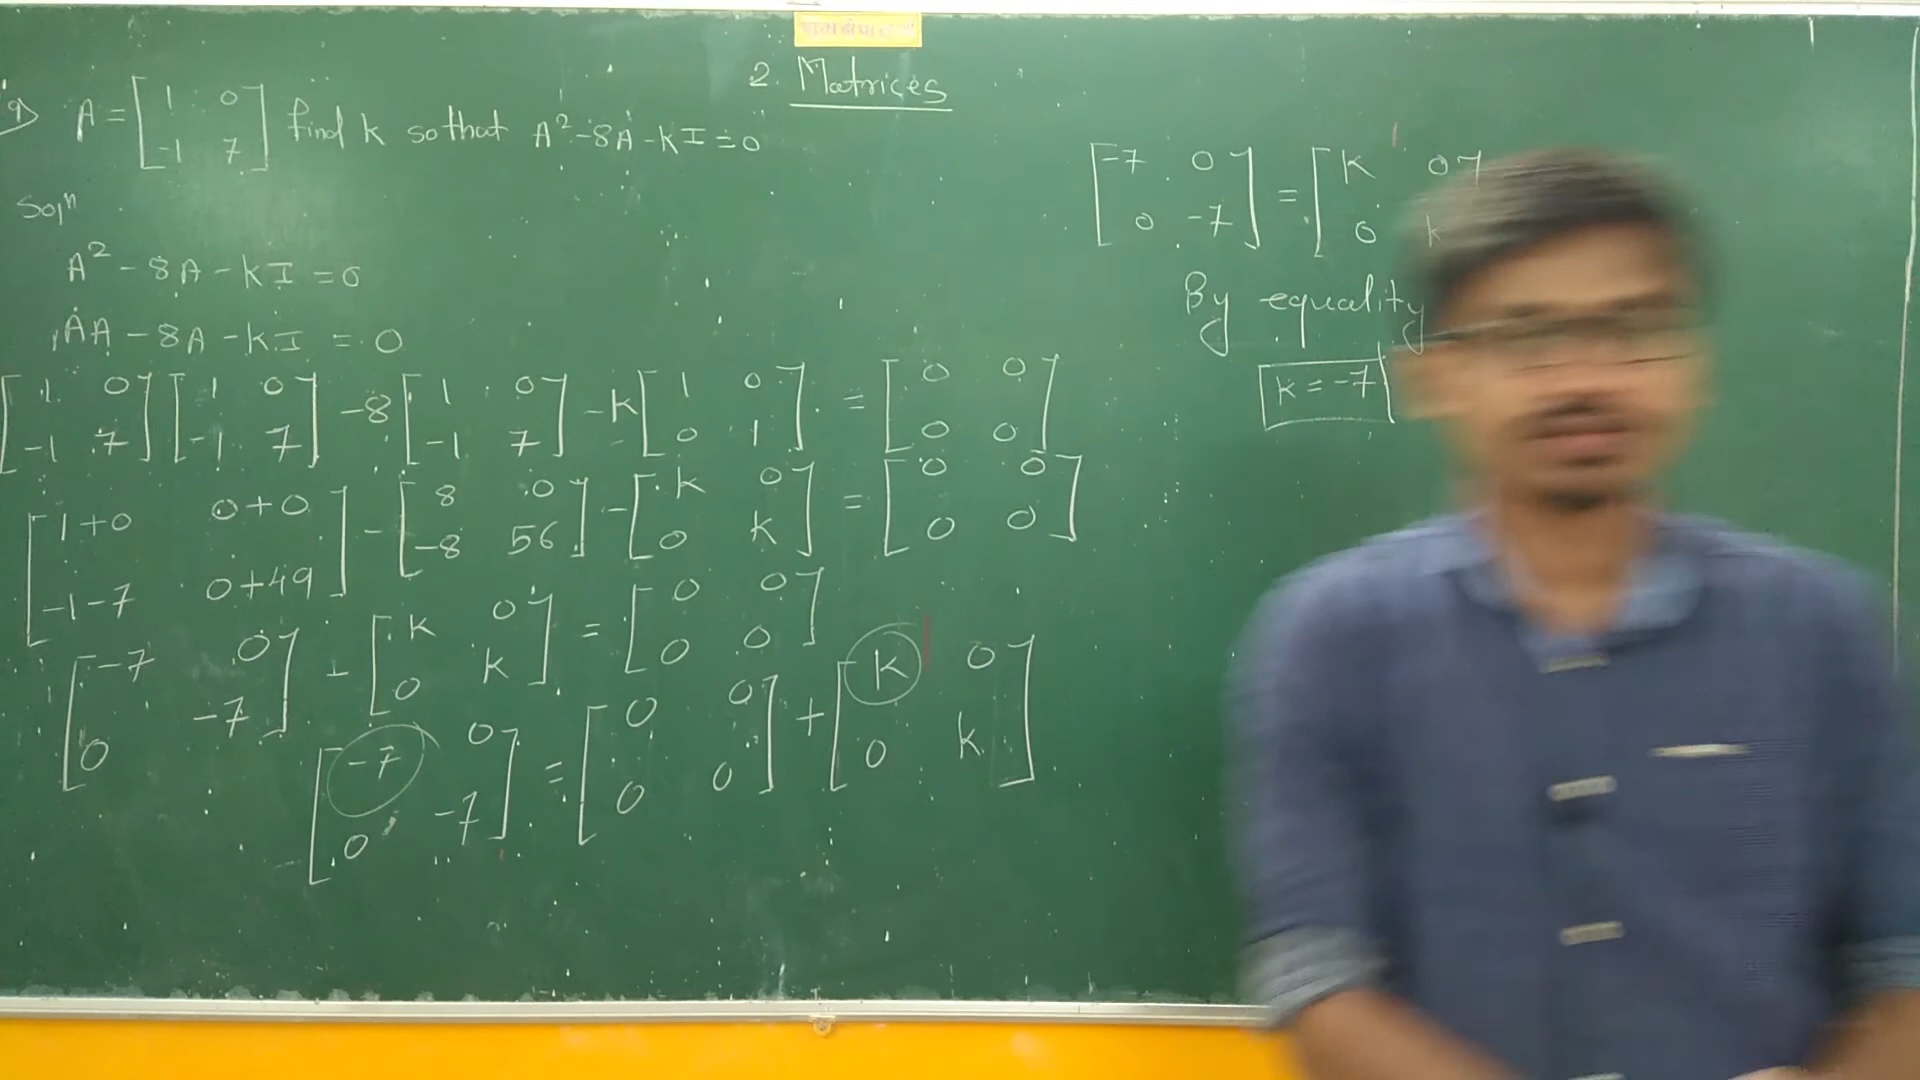 2. Matrices
9) A = [1 0; -1 7] find k so that A² - 8A - kI = 0
Solⁿ
A² - 8A - kI = 0
AA - 8A - kI = 0
[1 0; -1 7] [1 0; -1 7] - 8 [1 0; -1 7] - k [1 0; 0 1] = [0 0; 0 0]
[1+0 0+0; -1-7 0+49] - [8 0; -8 56] - [k 0; 0 k] = [0 0; 0 0]
[-7 0; 0 -7] - [k 0; 0 k] = [0 0; 0 0]
[-7 0; 0 -7] = [0 0; 0 0] + [k 0; 0 k]
[-7 0; 0 -7] = [k 0; 0 k]
By equality
k = -7